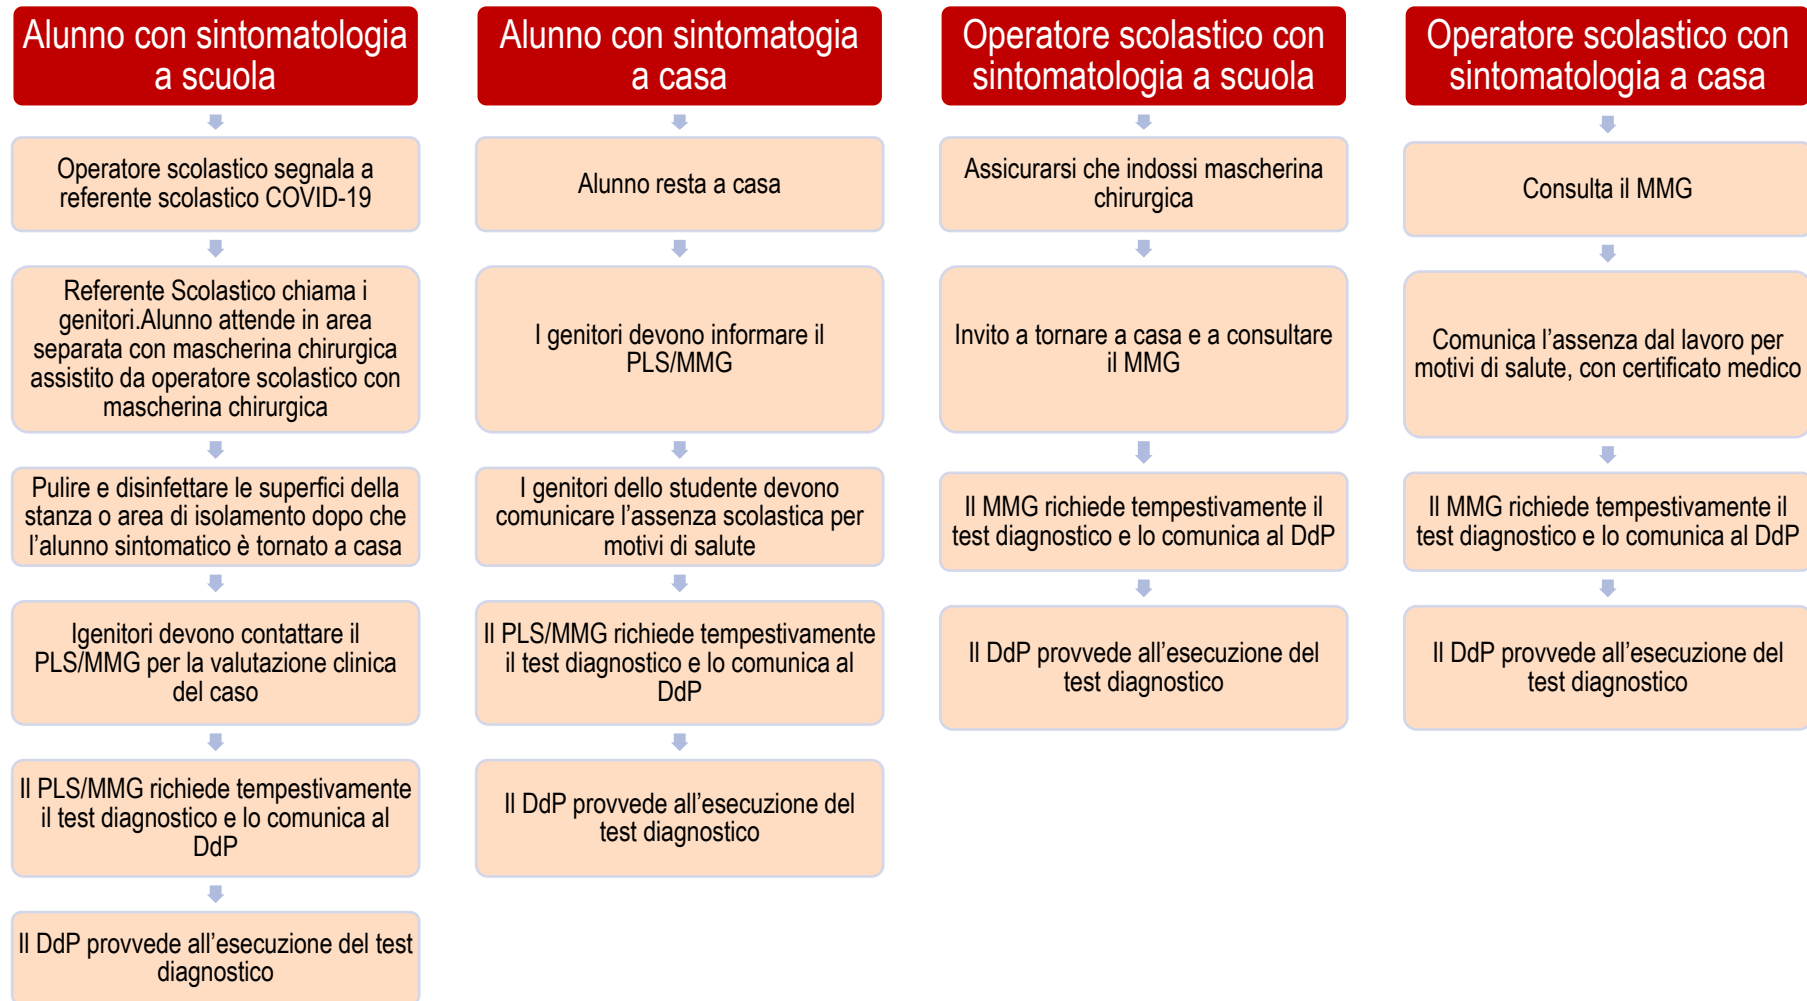 Alunno con sintomatologia
a scuola
Operatore scolastico segnala a
referente scolastico COVID-19
Referente Scolastico chiama i
genitori.Alunno attende in area
separata con mascherina chirurgica
assistito da operatore scolastico con
mascherina chirurgica
Pulire e disinfettare le superfici della
stanza o area di isolamento dopo che
l’alunno sintomatico è tornato a casa
Igenitori devono contattare il
PLS/MMG per la valutazione clinica
del caso
Il PLS/MMG richiede tempestivamente
il test diagnostico e lo comunica al
DdP
Il DdP provvede all’esecuzione del test
diagnostico
Alunno con sintomatogia
a casa
Alunno resta a casa
I genitori devono informare il
PLS/MMG
I genitori dello studente devono
comunicare l’assenza scolastica per
motivi di salute
Il PLS/MMG richiede tempestivamente
il test diagnostico e lo comunica al
DdP
Il DdP provvede all’esecuzione del
test diagnostico
Operatore scolastico con
sintomatologia a scuola
Assicurarsi che indossi mascherina
chirurgica
Invito a tornare a casa e a consultare
il MMG
Il MMG richiede tempestivamente il
test diagnostico e lo comunica al DdP
Il DdP provvede all’esecuzione del
test diagnostico
Operatore scolastico con
sintomatologia a casa
Consulta il MMG
Comunica l’assenza dal lavoro per
motivi di salute, con certificato medico
Il MMG richiede tempestivamente il
test diagnostico e lo comunica al DdP
Il DdP provvede all’esecuzione del
test diagnostico